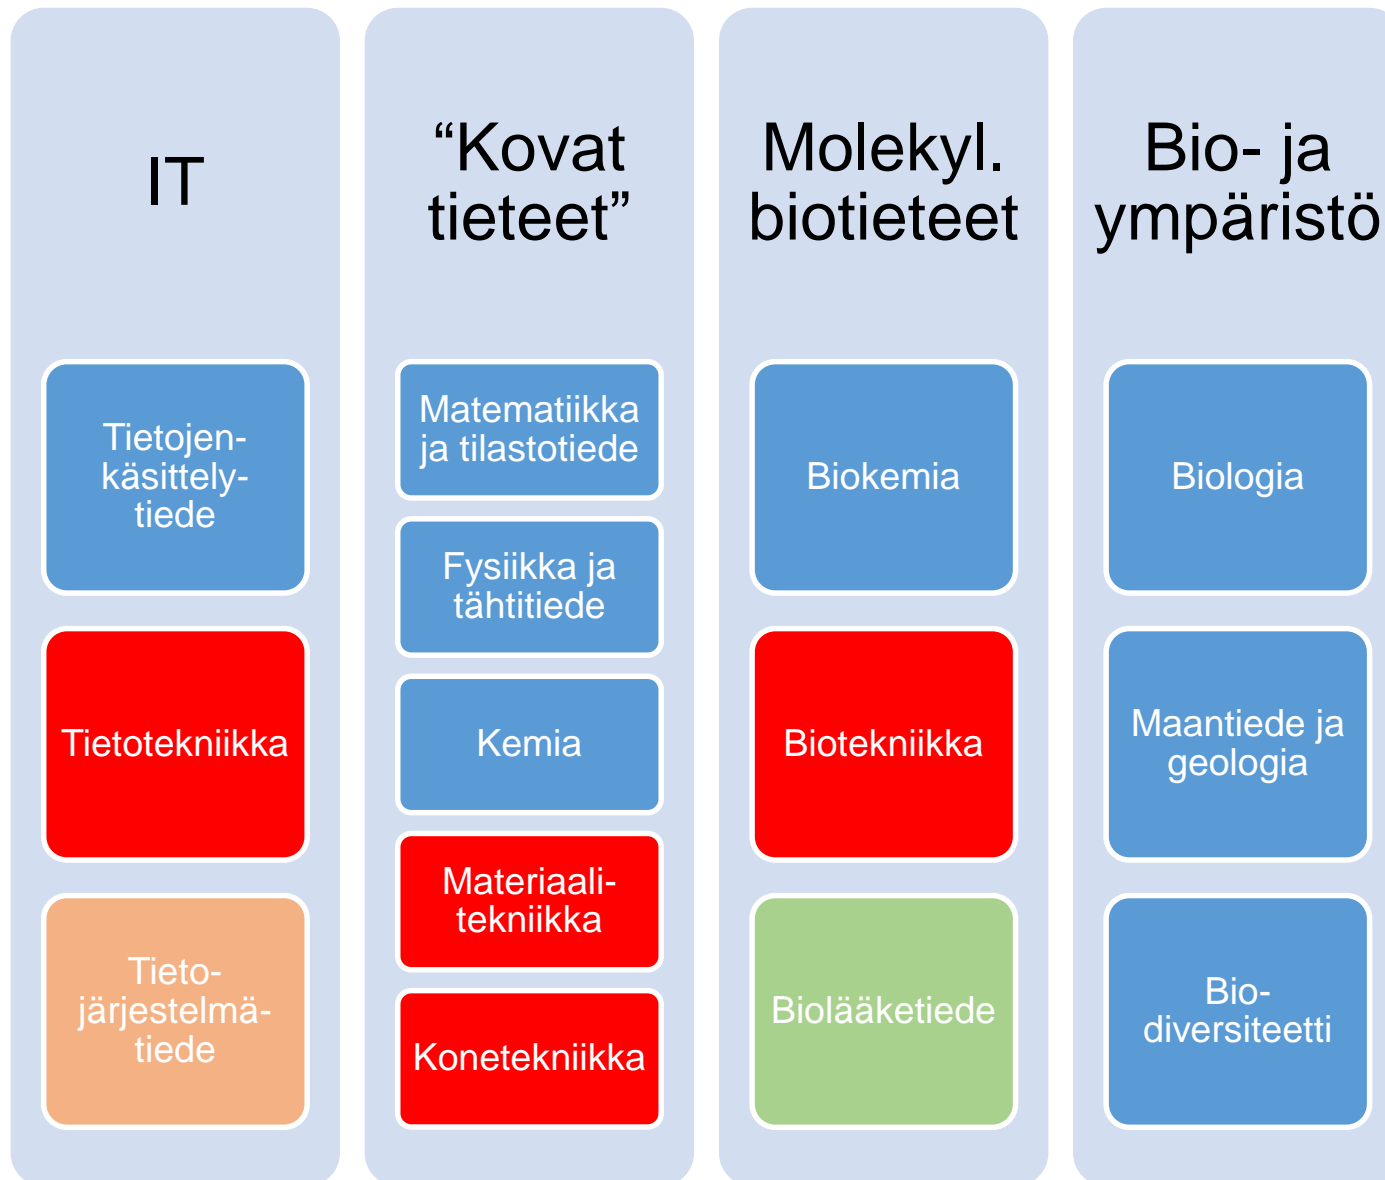 IT
“Kovat
tieteet”
Molekyl.
biotieteet
Bio- ja
ympäristö
Tietojen-
käsittely-
tiede
Tietotekniikka
Tieto-
järjestelmä-
tiede
Matematiikka
ja tilastotiede
Fysiikka ja
tähtitiede
Kemia
Materiaali-
tekniikka
Konetekniikka
Biokemia
Biotekniikka
Biolääketiede
Biologia
Maantiede ja
geologia
Bio-
diversiteetti